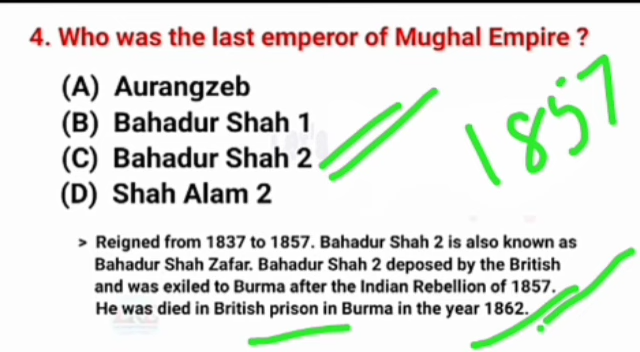 4. Who was the last emperor of Mughal Empire ?
(A) Aurangzeb
(B) Bahadur Shah 1
(C) Bahadur Shah 2
(D) Shah Alam 2
1857
> Reigned from 1837 to 1857. Bahadur Shah 2 is also known as
Bahadur Shah Zafar. Bahadur Shah 2 deposed by the British
and was exiled to Burma after the Indian Rebellion of 1857.
He was died in British prison in Burma in the year 1862.